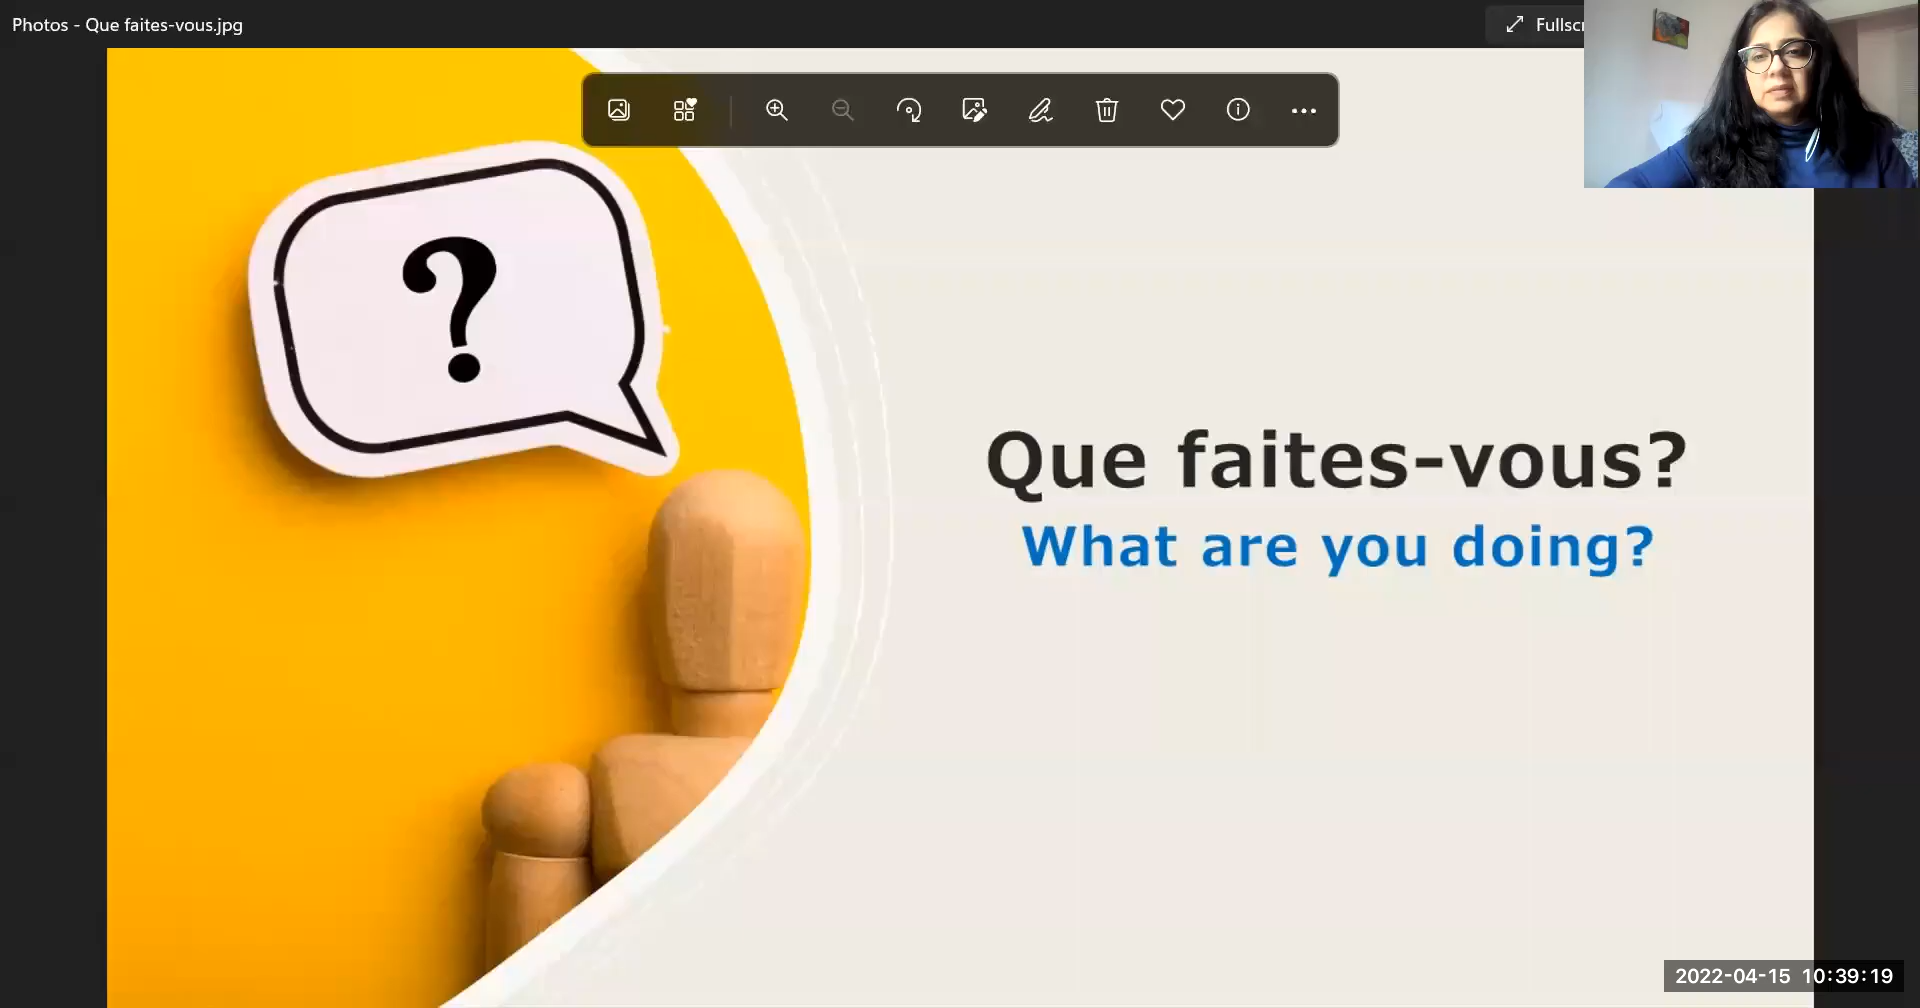 Photos - Que faites-vous.jpg
Fullscr
?
Que faites-vous?
What are you doing?
2022-04-15 10:39:19